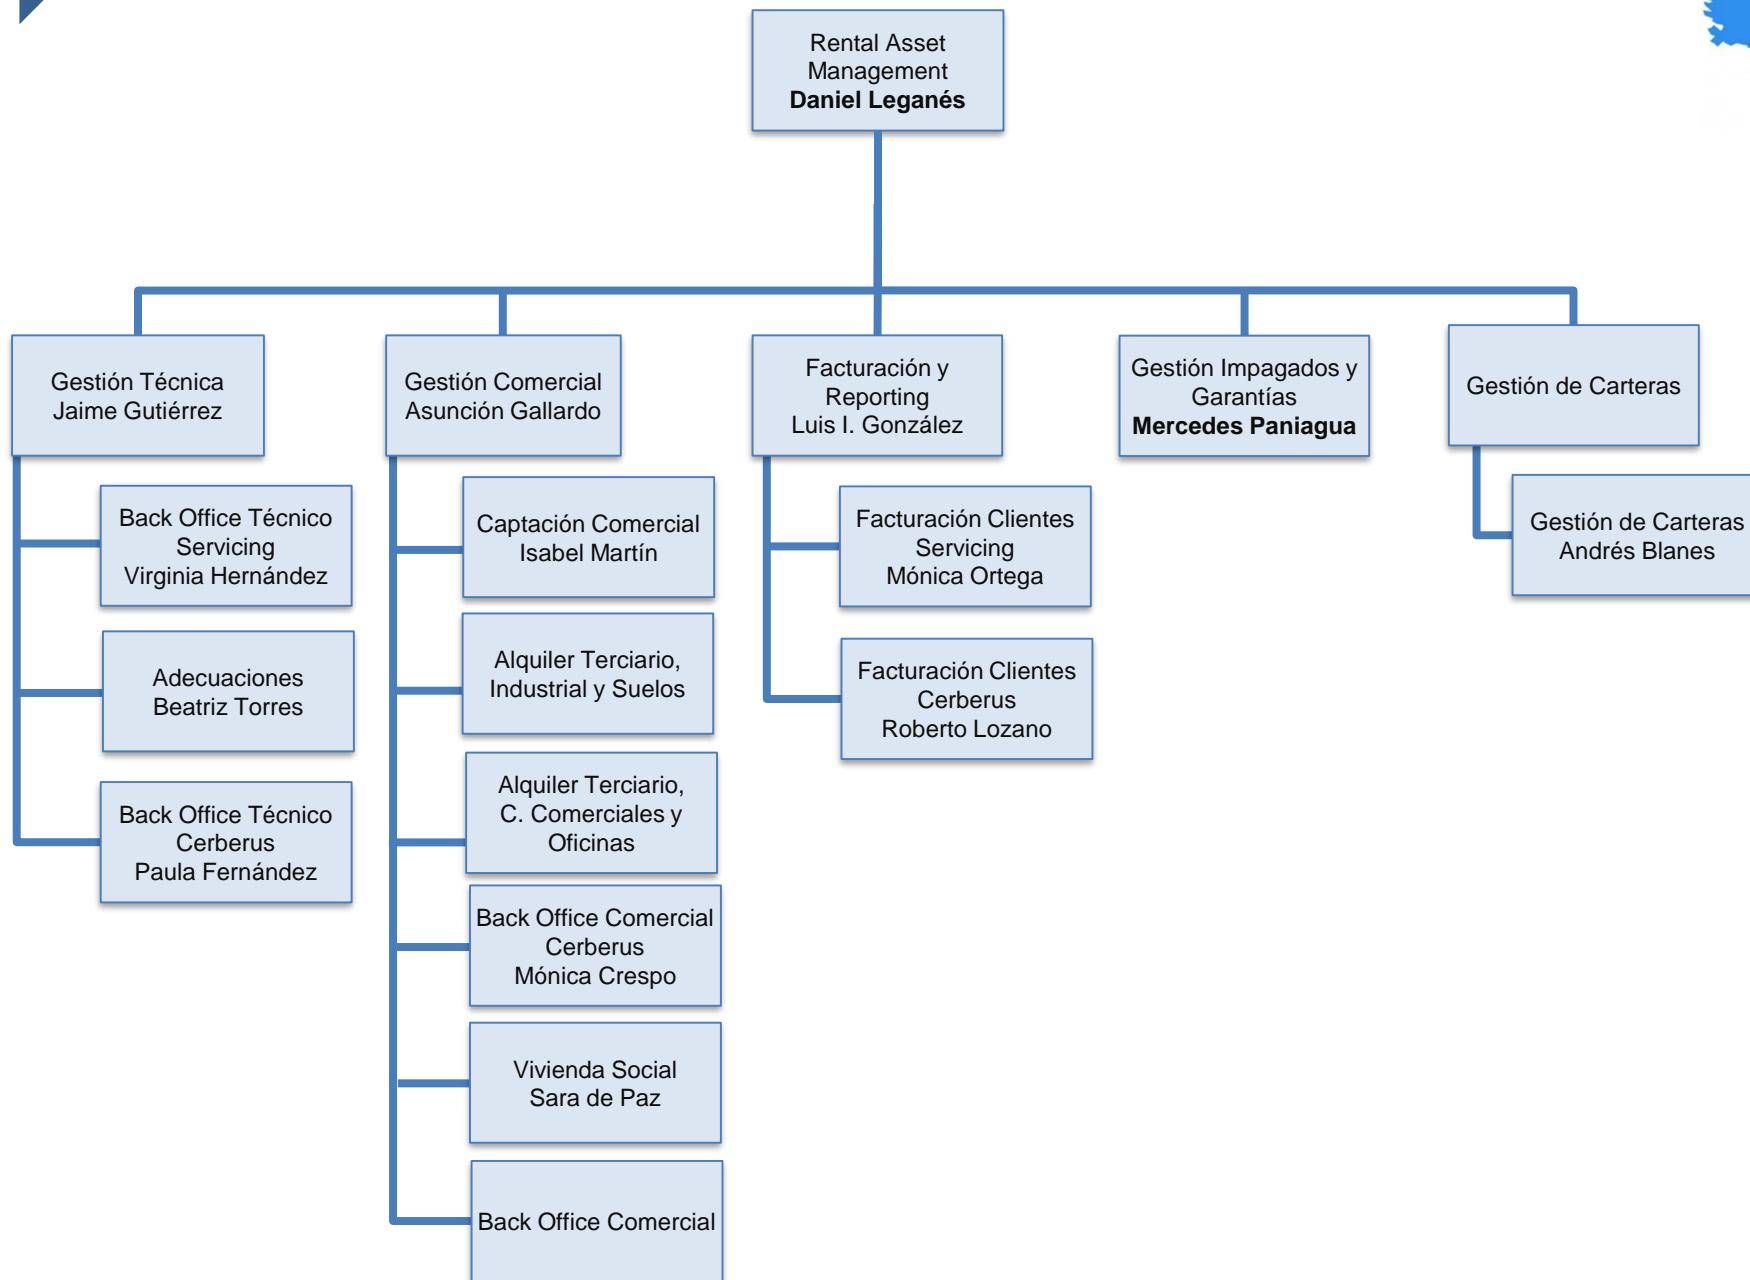 Rental Asset
Management
Daniel Leganés
Gestión Técnica
Jaime Gutiérrez
Gestión Comercial
Asunción Gallardo
Facturación y
Reporting
Luis I. González
Gestión Impagados y
Garantías
Mercedes Paniagua
Gestión de Carteras
Back Office Técnico
Servicing
Virginia Hernández
Adecuaciones
Beatriz Torres
Back Office Técnico
Cerberus
Paula Fernández
Captación Comercial
Isabel Martín
Alquiler Terciario,
Industrial y Suelos
Alquiler Terciario,
C. Comerciales y
Oficinas
Back Office Comercial
Cerberus
Mónica Crespo
Vivienda Social
Sara de Paz
Back Office Comercial
Facturación Clientes
Servicing
Mónica Ortega
Facturación Clientes
Cerberus
Roberto Lozano
Gestión de Carteras
Andrés Blanes